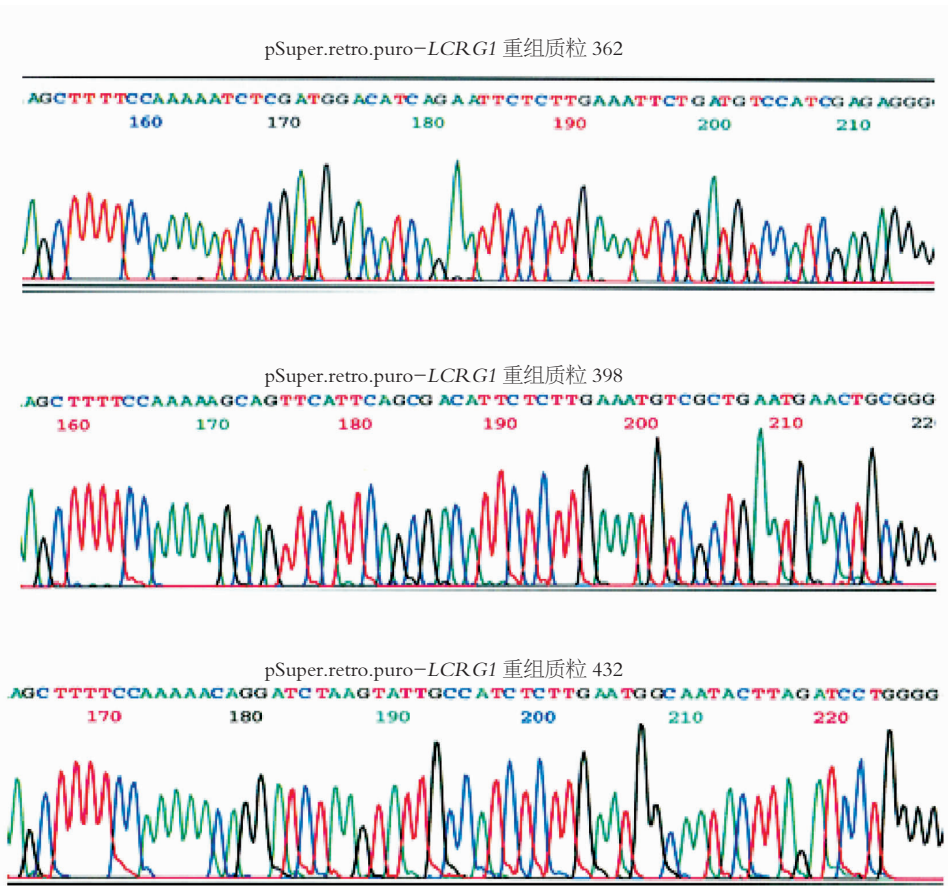 pSuper.retro.puro-LCRG1 重组质粒 362
AGCTTTTCCAAAAATCTCGATGGACATCAGAATTCTCTTGAAATTCTGATGTCCATCGAGAGGG
160 170 180 190 200 210
pSuper.retro.puro-LCRG1 重组质粒 398
AGCTTTTCCAAAAAGCAGTTCATTCAGCGACATTCTCTTGAAATGTCGCTGAATGAACTGCGGG
160 170 180 190 200 210 22
pSuper.retro.puro-LCRG1 重组质粒 432
AGCTTTTCCAAAAACAGGATCTAAGTATTGCCATCTCTTGAATGGCAATACTTAGATCCTGGGG
170 180 190 200 210 220